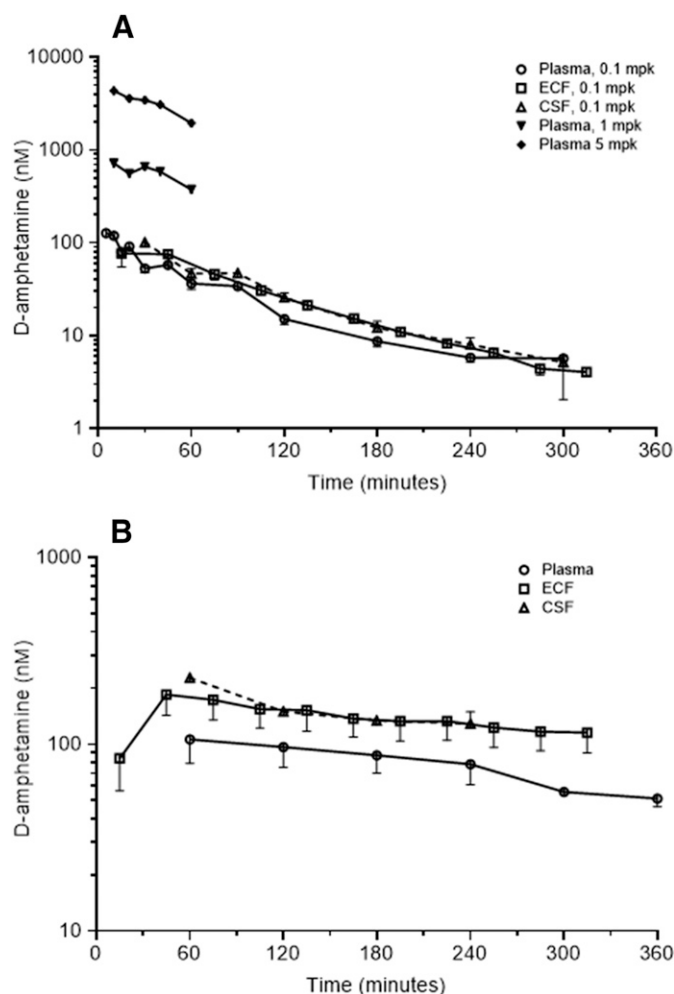 A
10000
1000
100
10
1
D-amphetamine (nM)
Plasma, 0.1 mpk
ECF, 0.1 mpk
CSF, 0.1 mpk
Plasma, 1 mpk
Plasma 5 mpk
0 60 120 180 240 300 360
Time (minutes)
B
1000
100
10
D-amphetamine (nM)
Plasma
ECF
CSF
0 60 120 180 240 300 360
Time (minutes)